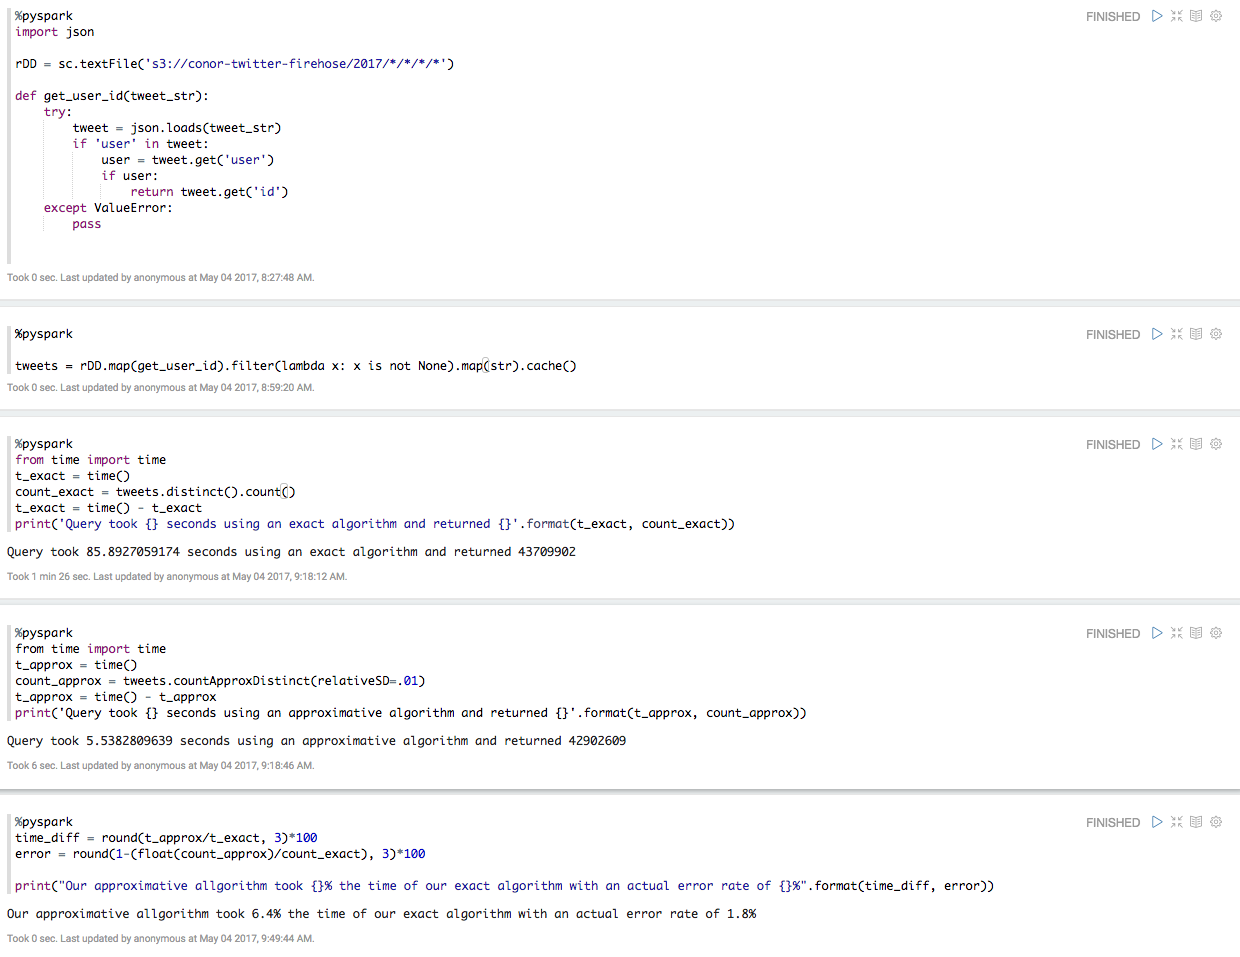 %pyspark
FINISHED
import json
rDD = sc.textFile('s3://conor-twitter-firehose/2017/*/*/*/*')
def get_user_id(tweet_str):
    try:
        tweet = json.loads(tweet_str)
        if 'user' in tweet:
            user = tweet.get('user')
            if user:
                return tweet.get('id')
    except ValueError:
        pass
Took 0 sec. Last updated by anonymous at May 04 2017, 8:27:48 AM.
%pyspark
FINISHED
tweets = rDD.map(get_user_id).filter(lambda x: x is not None).map(str).cache()
Took 0 sec. Last updated by anonymous at May 04 2017, 8:59:20 AM.
%pyspark
FINISHED
from time import time
t_exact = time()
count_exact = tweets.distinct().count()
t_exact = time() - t_exact
print('Query took {} seconds using an exact algorithm and returned {}'.format(t_exact, count_exact))
Query took 85.8927059174 seconds using an exact algorithm and returned 43709902
Took 1 min 26 sec. Last updated by anonymous at May 04 2017, 9:18:12 AM.
%pyspark
FINISHED
from time import time
t_approx = time()
count_approx = tweets.countApproxDistinct(relativeSD=.01)
t_approx = time() - t_approx
print('Query took {} seconds using an approximative algorithm and returned {}'.format(t_approx, count_approx))
Query took 5.5382809639 seconds using an approximative algorithm and returned 42902609
Took 6 sec. Last updated by anonymous at May 04 2017, 9:18:46 AM.
%pyspark
FINISHED
time_diff = round(t_approx/t_exact, 3)*100
error = round(1-(float(count_approx)/count_exact), 3)*100
print("Our approximative allgorithm took {}% the time of our exact algorithm with an actual error rate of {}%".format(time_diff, error))
Our approximative allgorithm took 6.4% the time of our exact algorithm with an actual error rate of 1.8%
Took 0 sec. Last updated by anonymous at May 04 2017, 9:49:44 AM.